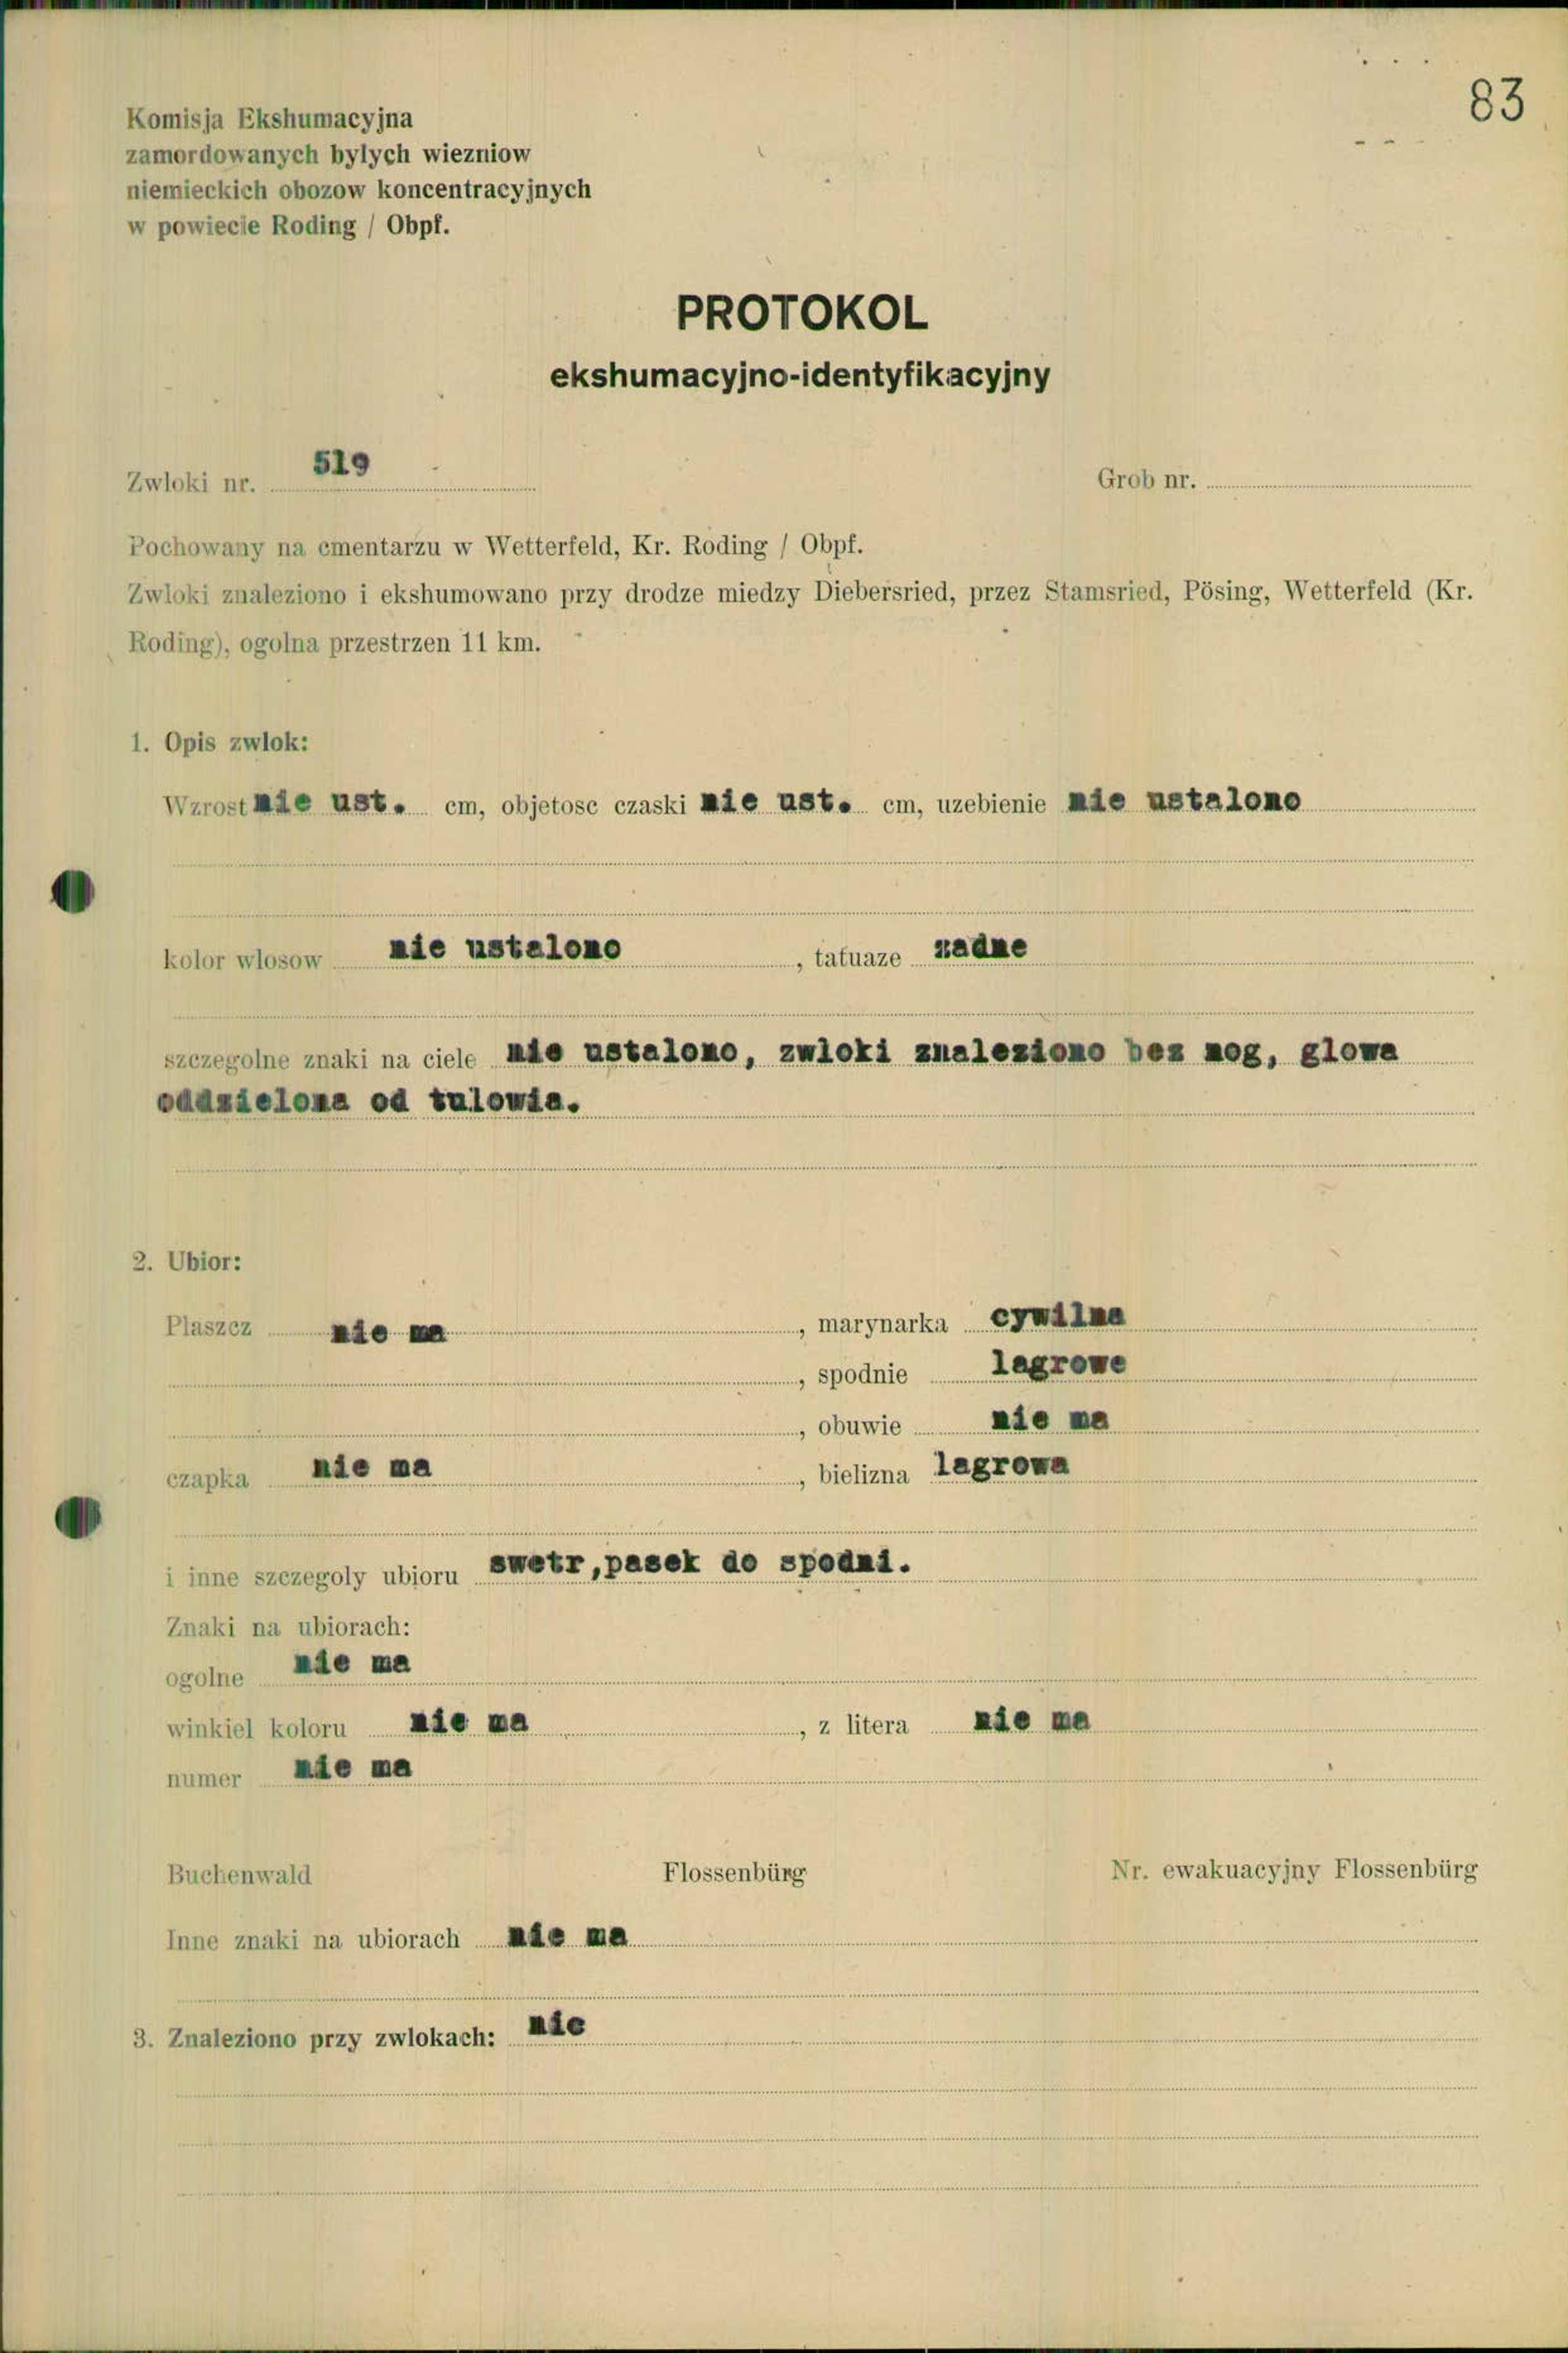 83
Komisja Ekshumacyjna
zamordowanych bylych wiezniow
niemieckich obozow koncentracyjnych
w powiecie Roding / Obpf.
PROTOKOL
ekshumacyjno-identyfikacyjny
Zwloki nr. 519 Grob nr.
Pochowany na cmentarzu w Wetterfeld, Kr. Roding / Obpf.
Zwloki znaleziono i ekshumowano przy drodze miedzy Diebersried, przez Stamsried, Pösing, Wetterfeld (Kr.
Roding), ogolna przestrzen 11 km.
1. Opis zwlok:
Wzrost nie ust. cm, objetosc czaski nie ust. cm, uzebienie nie ustalono
kolor wlosow nie ustalono, tatuaze zadne
szczegolne znaki na ciele nie ustalono, zwloki znaleziono bez nog, glowa
oddzielona od tulowia.
2. Ubior:
Plaszcz nie ma, marynarka cywilna
, spodnie lagrowe
, obuwie nie ma
czapka nie ma, bielizna lagrowa
i inne szczegoly ubioru swetr,pasek do spodni.
Znaki na ubiorach:
ogolne nie ma
winkiel koloru nie ma, z litera nie ma
numer nie ma
Buchenwald Flossenbürg Nr. ewakuacyjny Flossenbürg
Inne znaki na ubiorach nie ma
3. Znaleziono przy zwlokach: nic